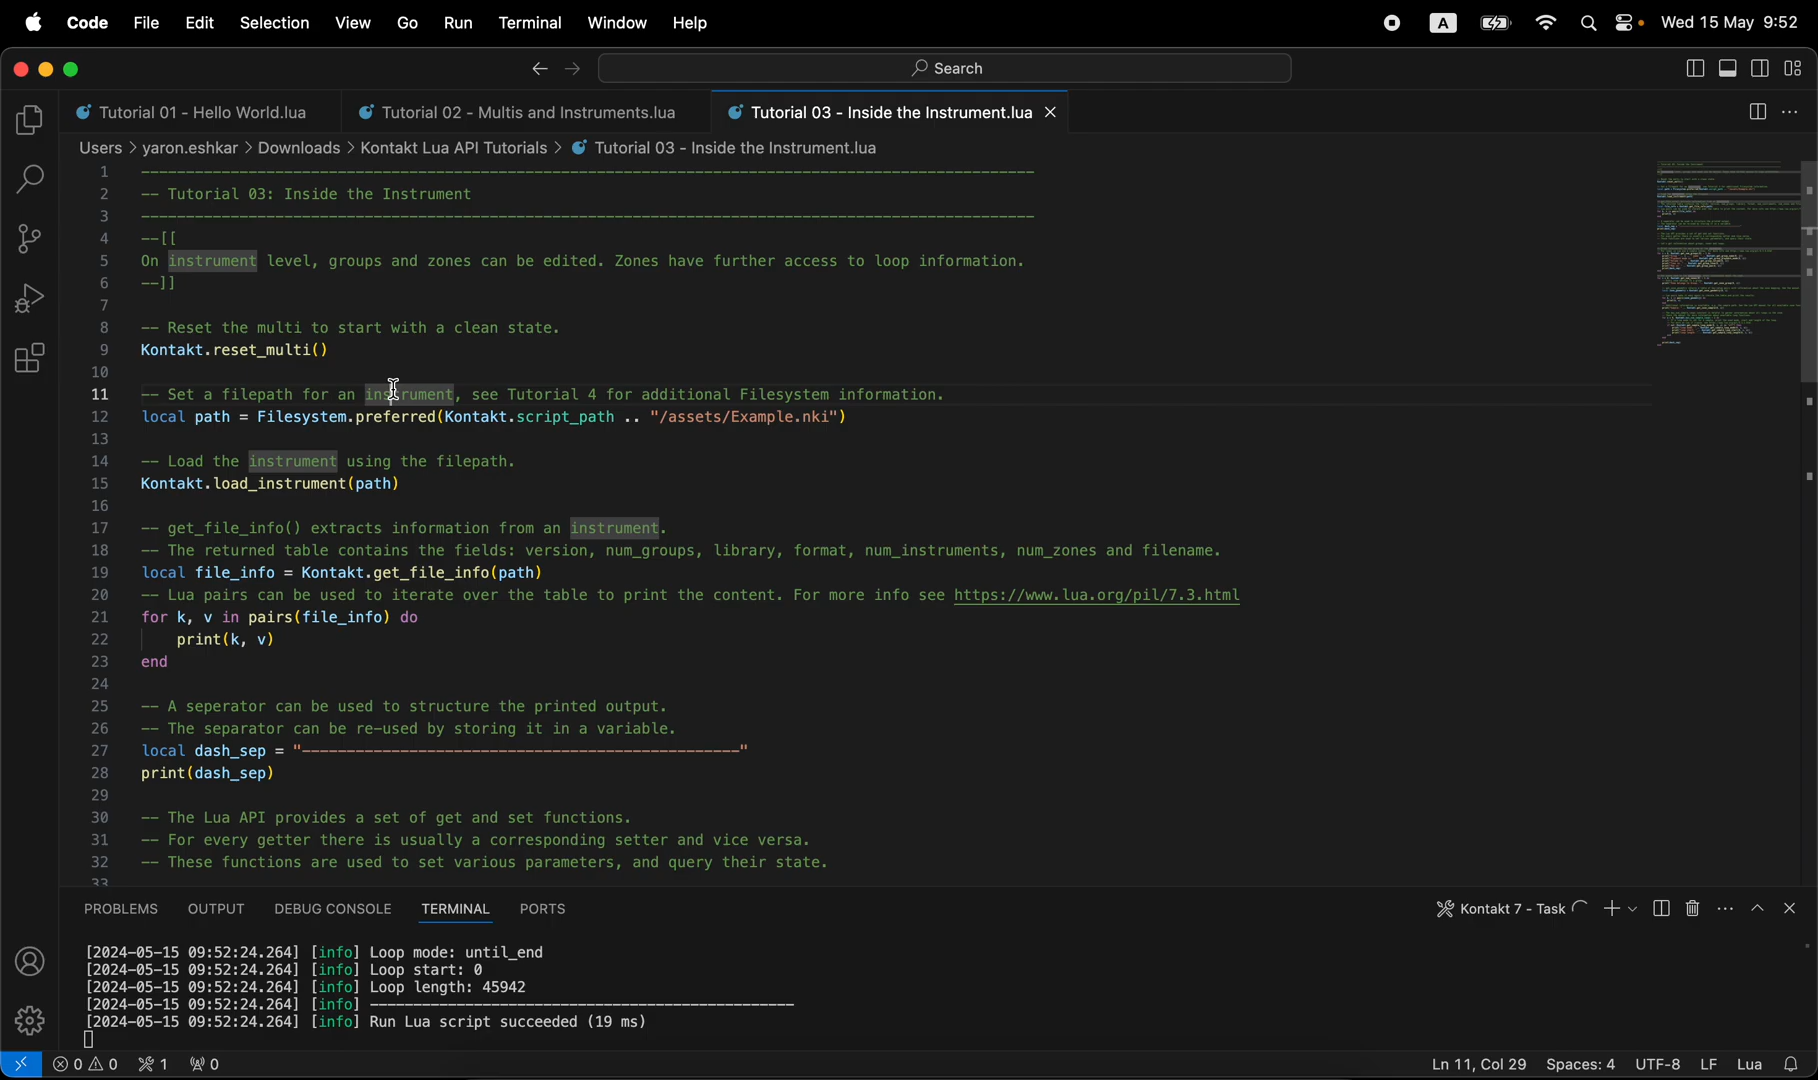 Code File Edit Selection View Go Run Terminal Window Help A Wed 15 May 9:52
Search
Tutorial 01 - Hello World.lua Tutorial 02 - Multis and Instruments.lua Tutorial 03 - Inside the Instrument.lua
Users > yaron.eshkar > Downloads > Kontakt Lua API Tutorials > Tutorial 03 - Inside the Instrument.lua
1 ----------------------------------------------------------------------------------------------------
2 -- Tutorial 03: Inside the Instrument
3 ----------------------------------------------------------------------------------------------------
4 --[[
5 On instrument level, groups and zones can be edited. Zones have further access to loop information.
6 --]]
7
8 -- Reset the multi to start with a clean state.
9 Kontakt.reset_multi()
10
11 -- Set a filepath for an instrument, see Tutorial 4 for additional Filesystem information.
12 local path = Filesystem.preferred(Kontakt.script_path .. "/assets/Example.nki")
13
14 -- Load the instrument using the filepath.
15 Kontakt.load_instrument(path)
16
17 -- get_file_info() extracts information from an instrument.
18 -- The returned table contains the fields: version, num_groups, library, format, num_instruments, num_zones and filename.
19 local file_info = Kontakt.get_file_info(path)
20 -- Lua pairs can be used to iterate over the table to print the content. For more info see https://www.lua.org/pil/7.3.html
21 for k, v in pairs(file_info) do
22 print(k, v)
23 end
24
25 -- A seperator can be used to structure the printed output.
26 -- The separator can be re-used by storing it in a variable.
27 local dash_sep = "-------------------------------------------------"
28 print(dash_sep)
29
30 -- The Lua API provides a set of get and set functions.
31 -- For every getter there is usually a corresponding setter and vice versa.
32 -- These functions are used to set various parameters, and query their state.
33
PROBLEMS OUTPUT DEBUG CONSOLE TERMINAL PORTS Kontakt 7 - Task
[2024-05-15 09:52:24.264] [info] Loop mode: until_end
[2024-05-15 09:52:24.264] [info] Loop start: 0
[2024-05-15 09:52:24.264] [info] Loop length: 45942
[2024-05-15 09:52:24.264] [info] -------------------------------------------------
[2024-05-15 09:52:24.264] [info] Run Lua script succeeded (19 ms)
0 0 1 0 Ln 11, Col 29 Spaces: 4 UTF-8 LF Lua